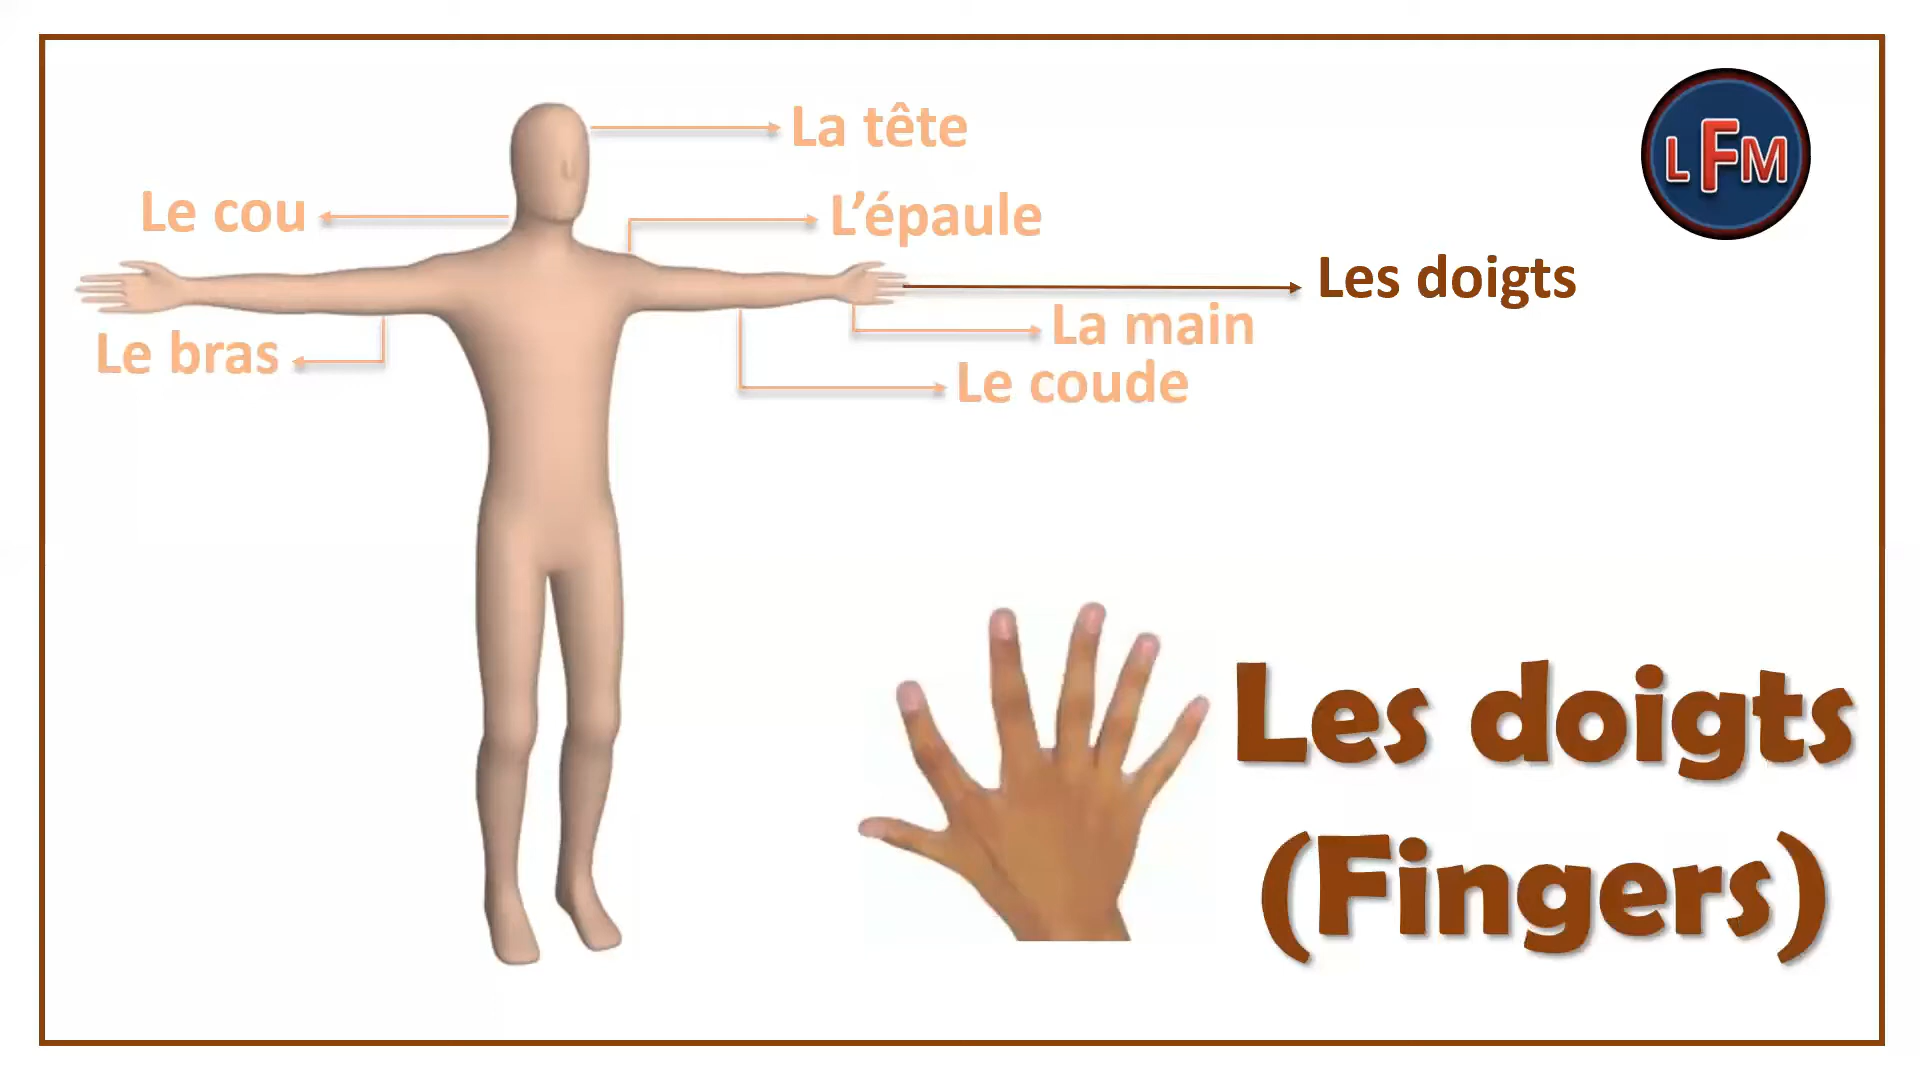 La tête
LFM
Le cou
L’épaule
Les doigts
La main
Le bras
Le coude
Les doigts
(Fingers)